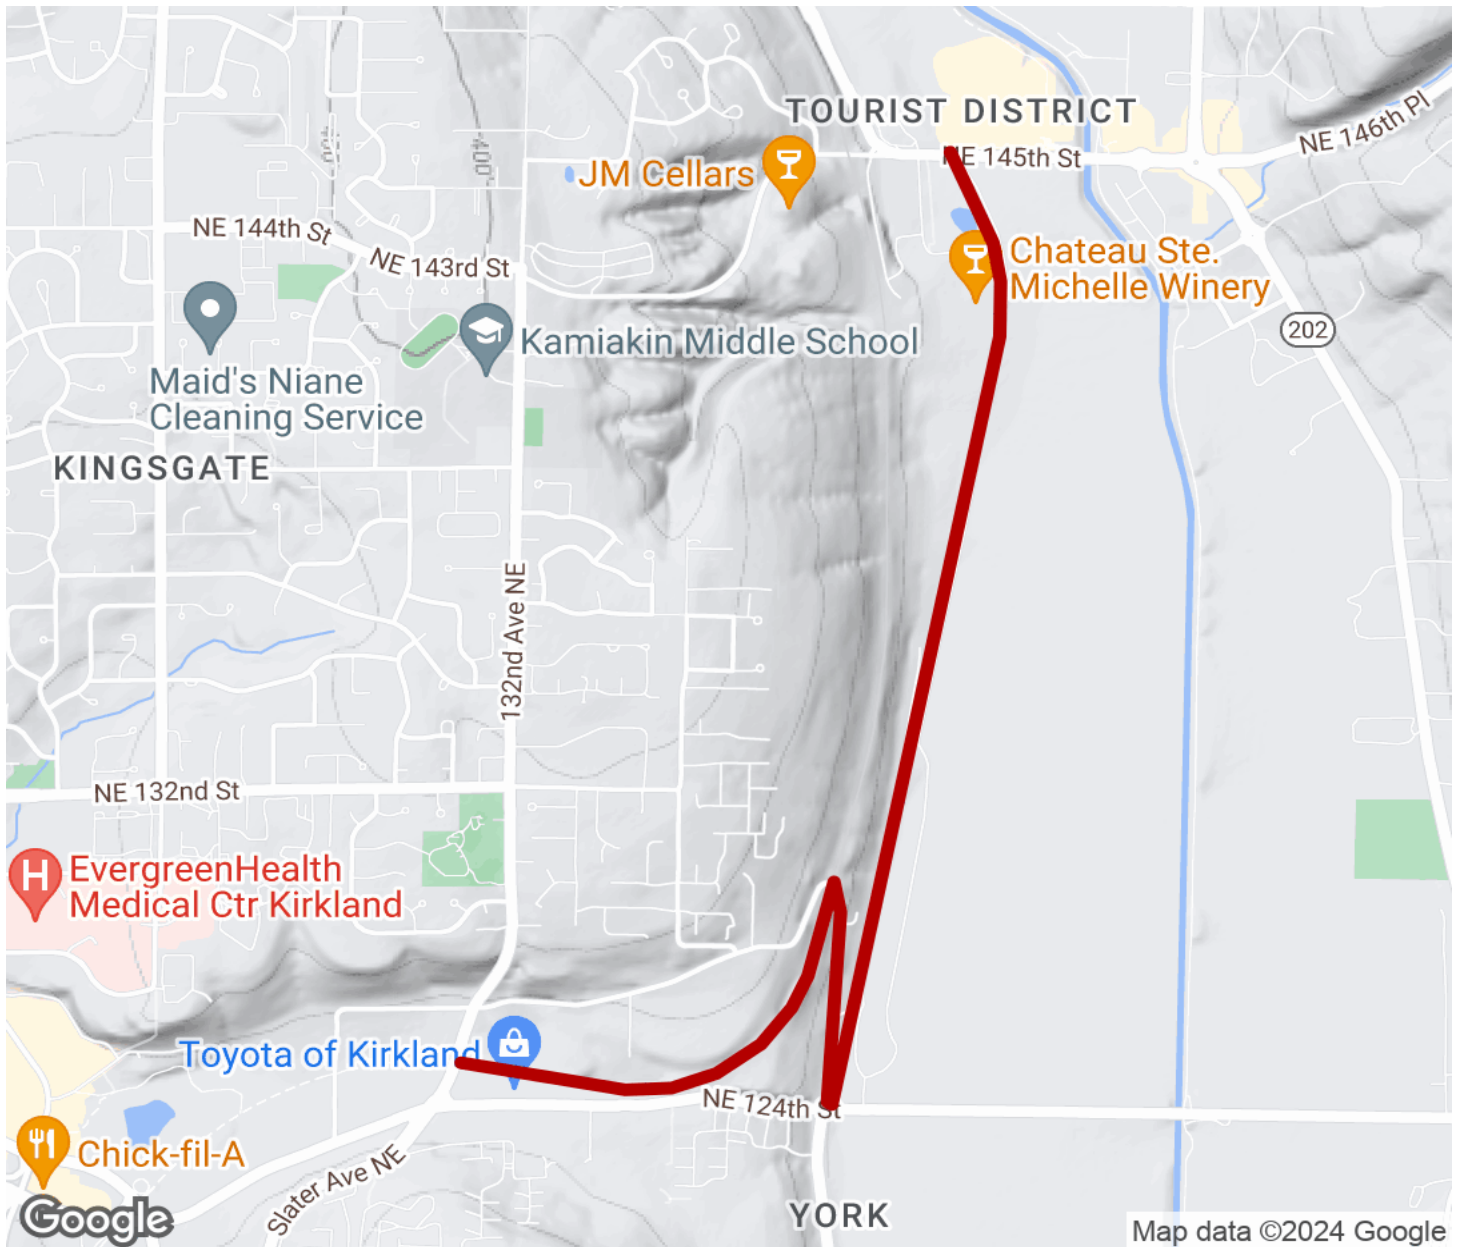 TOURIST DISTRICT
NE 146th Pl
NE 145th St
JM Cellars
NE 144th St
NE 143rd St
Chateau Ste.
Michelle Winery
202
Kamiakin Middle School
Maid's Niane
Cleaning Service
KINGSGATE
132nd Ave NE
NE 132nd St
EvergreenHealth
Medical Ctr Kirkland
Toyota of Kirkland
NE 124th St
Chick-fil-A
Slater Ave NE
YORK
Google
Map data ©2024 Google